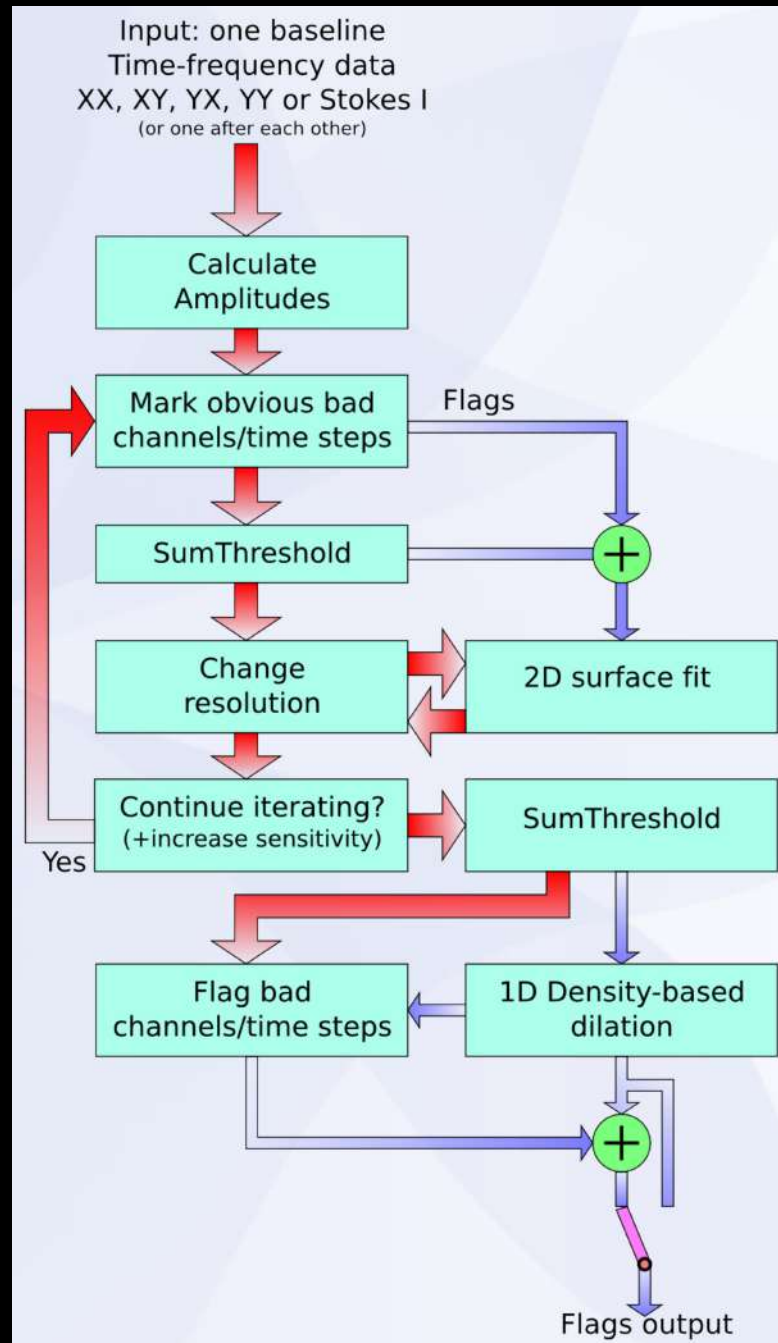 Input: one baseline
Time-frequency data
XX, XY, YX, YY or Stokes I
(or one after each other)
Calculate
Amplitudes
Mark obvious bad
channels/time steps
Flags
SumThreshold
+
Change
resolution
2D surface fit
Continue iterating?
(+increase sensitivity)
Yes
SumThreshold
Flag bad
channels/time steps
1D Density-based
dilation
+
Flags output